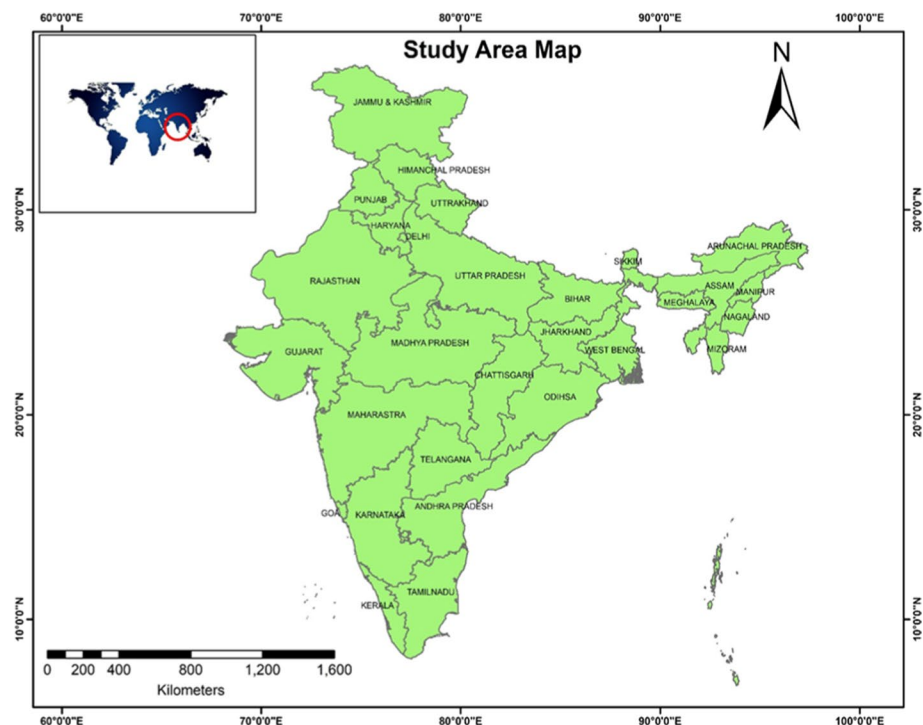 60°0'0"E 70°0'0"E 80°0'0"E 90°0'0"E 100°0'0"E
Study Area Map
N
JAMMU & KASHMIR
HIMANCHAL PRADESH
PUNJAB
UTTRAKHAND
30°0'0"N
30°0'0"N
HARYANA
DELHI
ARUNACHAL PRADESH
SIKKIM
RAJASTHAN
UTTAR PRADESH
ASSAM
MANIPUR
BIHAR
MEGHALAYA
NAGALAND
JHARKHAND
MADHYA PRADESH
GUJARAT
WEST BENGAL
MIZORAM
CHATTISGARH
ODIHSA
MAHARASTRA
20°0'0"N
20°0'0"N
TELANGANA
ANDHRA PRADESH
GOA
KARNATAKA
TAMILNADU
KERALA
10°0'0"N
10°0'0"N
0 200 400 800 1,200 1,600
Kilometers
60°0'0"E 70°0'0"E 80°0'0"E 90°0'0"E 100°0'0"E